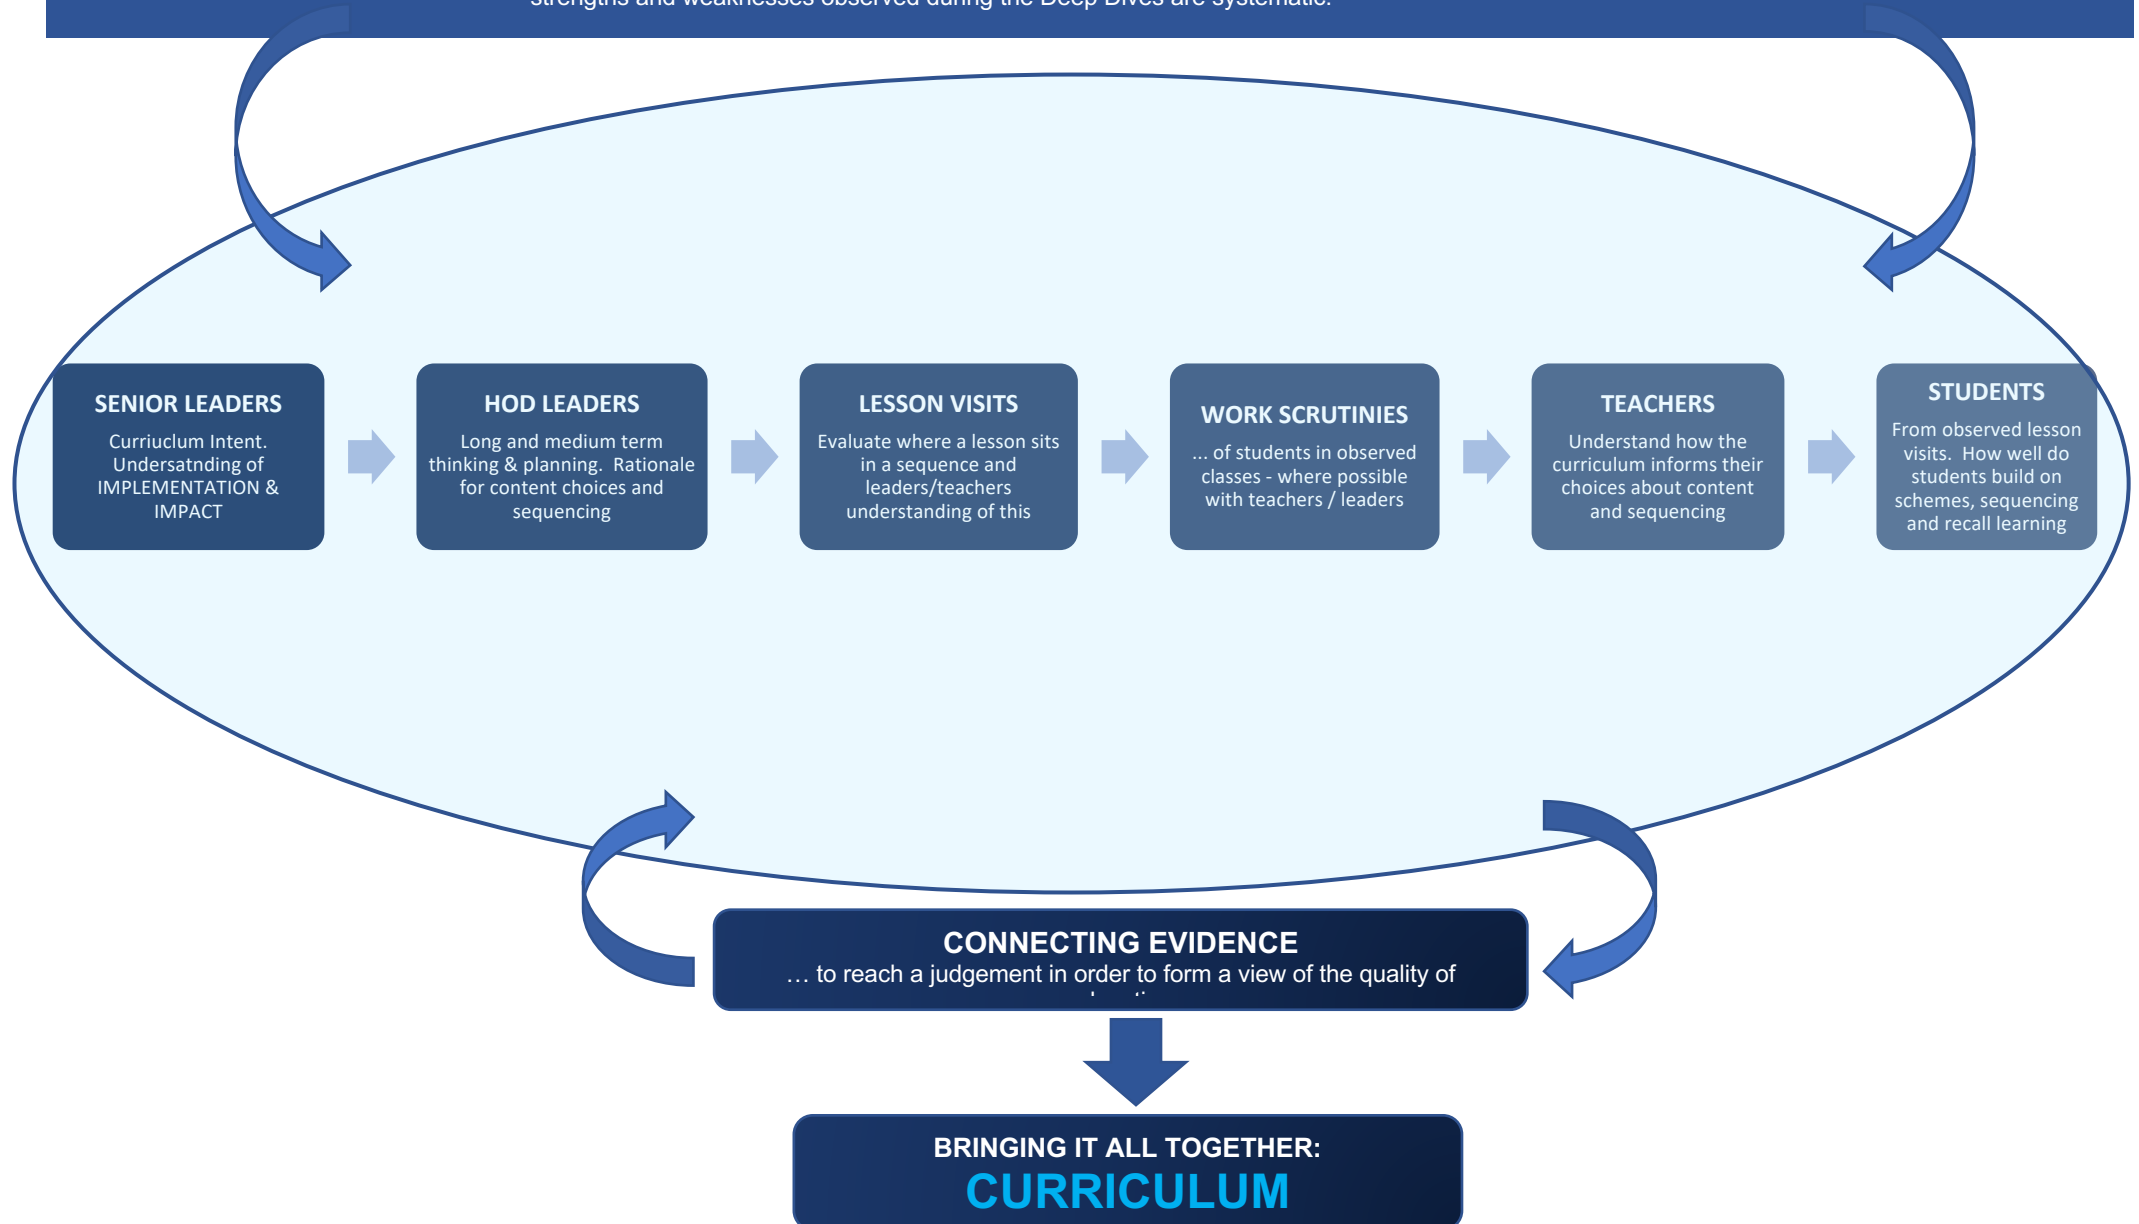 strengths and weaknesses observed during the Deep Dives are systematic.
SENIOR LEADERS
Curriuclum Intent.
Undersatnding of
IMPLEMENTATION &
IMPACT
HOD LEADERS
Long and medium term
thinking & planning. Rationale
for content choices and
sequencing
LESSON VISITS
Evaluate where a lesson sits
in a sequence and
leaders/teachers
understanding of this
WORK SCRUTINIES
... of students in observed
classes - where possible
with teachers / leaders
TEACHERS
Understand how the
curriculum informs their
choices about content
and sequencing
STUDENTS
From observed lesson
visits. How well do
students build on
schemes, sequencing
and recall learning
CONNECTING EVIDENCE
… to reach a judgement in order to form a view of the quality of
BRINGING IT ALL TOGETHER:
CURRICULUM